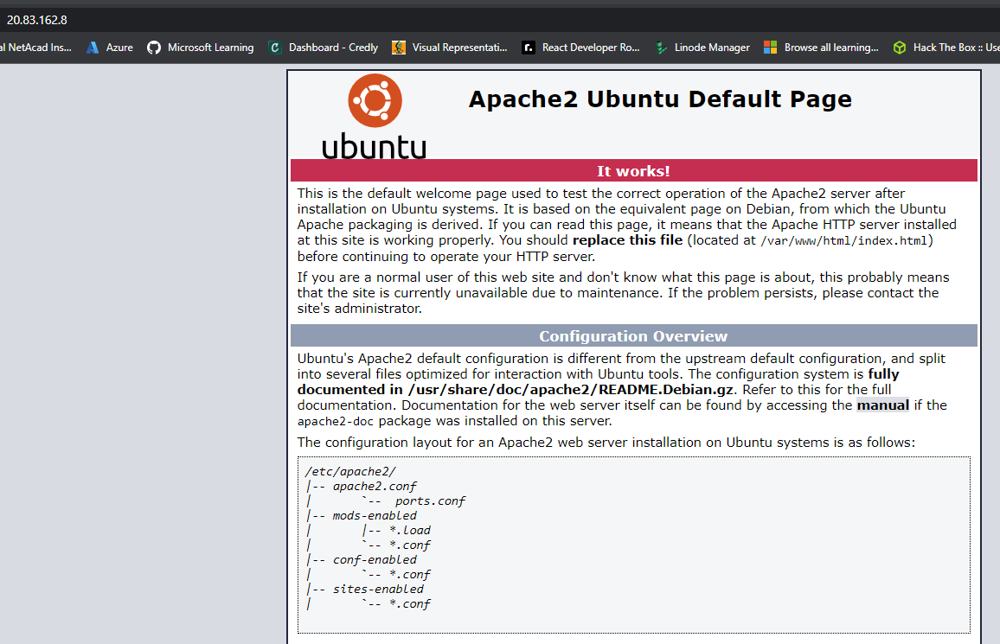 20.83.162.8
al NetAcad Ins... Azure Microsoft Learning Dashboard - Credly Visual Representati... React Developer Ro... Linode Manager Browse all learning... Hack The Box :: Use
ubuntu
Apache2 Ubuntu Default Page
It works!
This is the default welcome page used to test the correct operation of the Apache2 server after
installation on Ubuntu systems. It is based on the equivalent page on Debian, from which the Ubuntu
Apache packaging is derived. If you can read this page, it means that the Apache HTTP server installed
at this site is working properly. You should replace this file (located at /var/www/html/index.html)
before continuing to operate your HTTP server.
If you are a normal user of this web site and don't know what this page is about, this probably means
that the site is currently unavailable due to maintenance. If the problem persists, please contact the
site's administrator.
Configuration Overview
Ubuntu's Apache2 default configuration is different from the upstream default configuration, and split
into several files optimized for interaction with Ubuntu tools. The configuration system is fully
documented in /usr/share/doc/apache2/README.Debian.gz. Refer to this for the full
documentation. Documentation for the web server itself can be found by accessing the manual if the
apache2-doc package was installed on this server.
The configuration layout for an Apache2 web server installation on Ubuntu systems is as follows:
/etc/apache2/
|-- apache2.conf
|       `--  ports.conf
|-- mods-enabled
|       |-- *.load
|       `-- *.conf
|-- conf-enabled
|       `-- *.conf
|-- sites-enabled
|       `-- *.conf